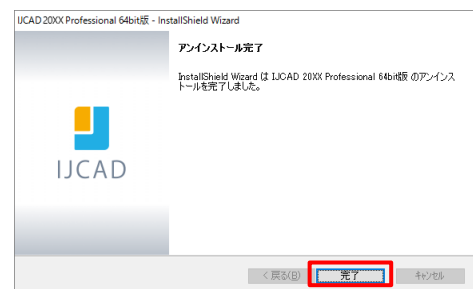 IJCAD 20XX Professional 64bit版 - InstallShield Wizard
アンインストール完了
InstallShield Wizard は IJCAD 20XX Professional 64bit版 のアンインス
トールを完了しました。
IJCAD
< 戻る(B)
完了
キャンセル